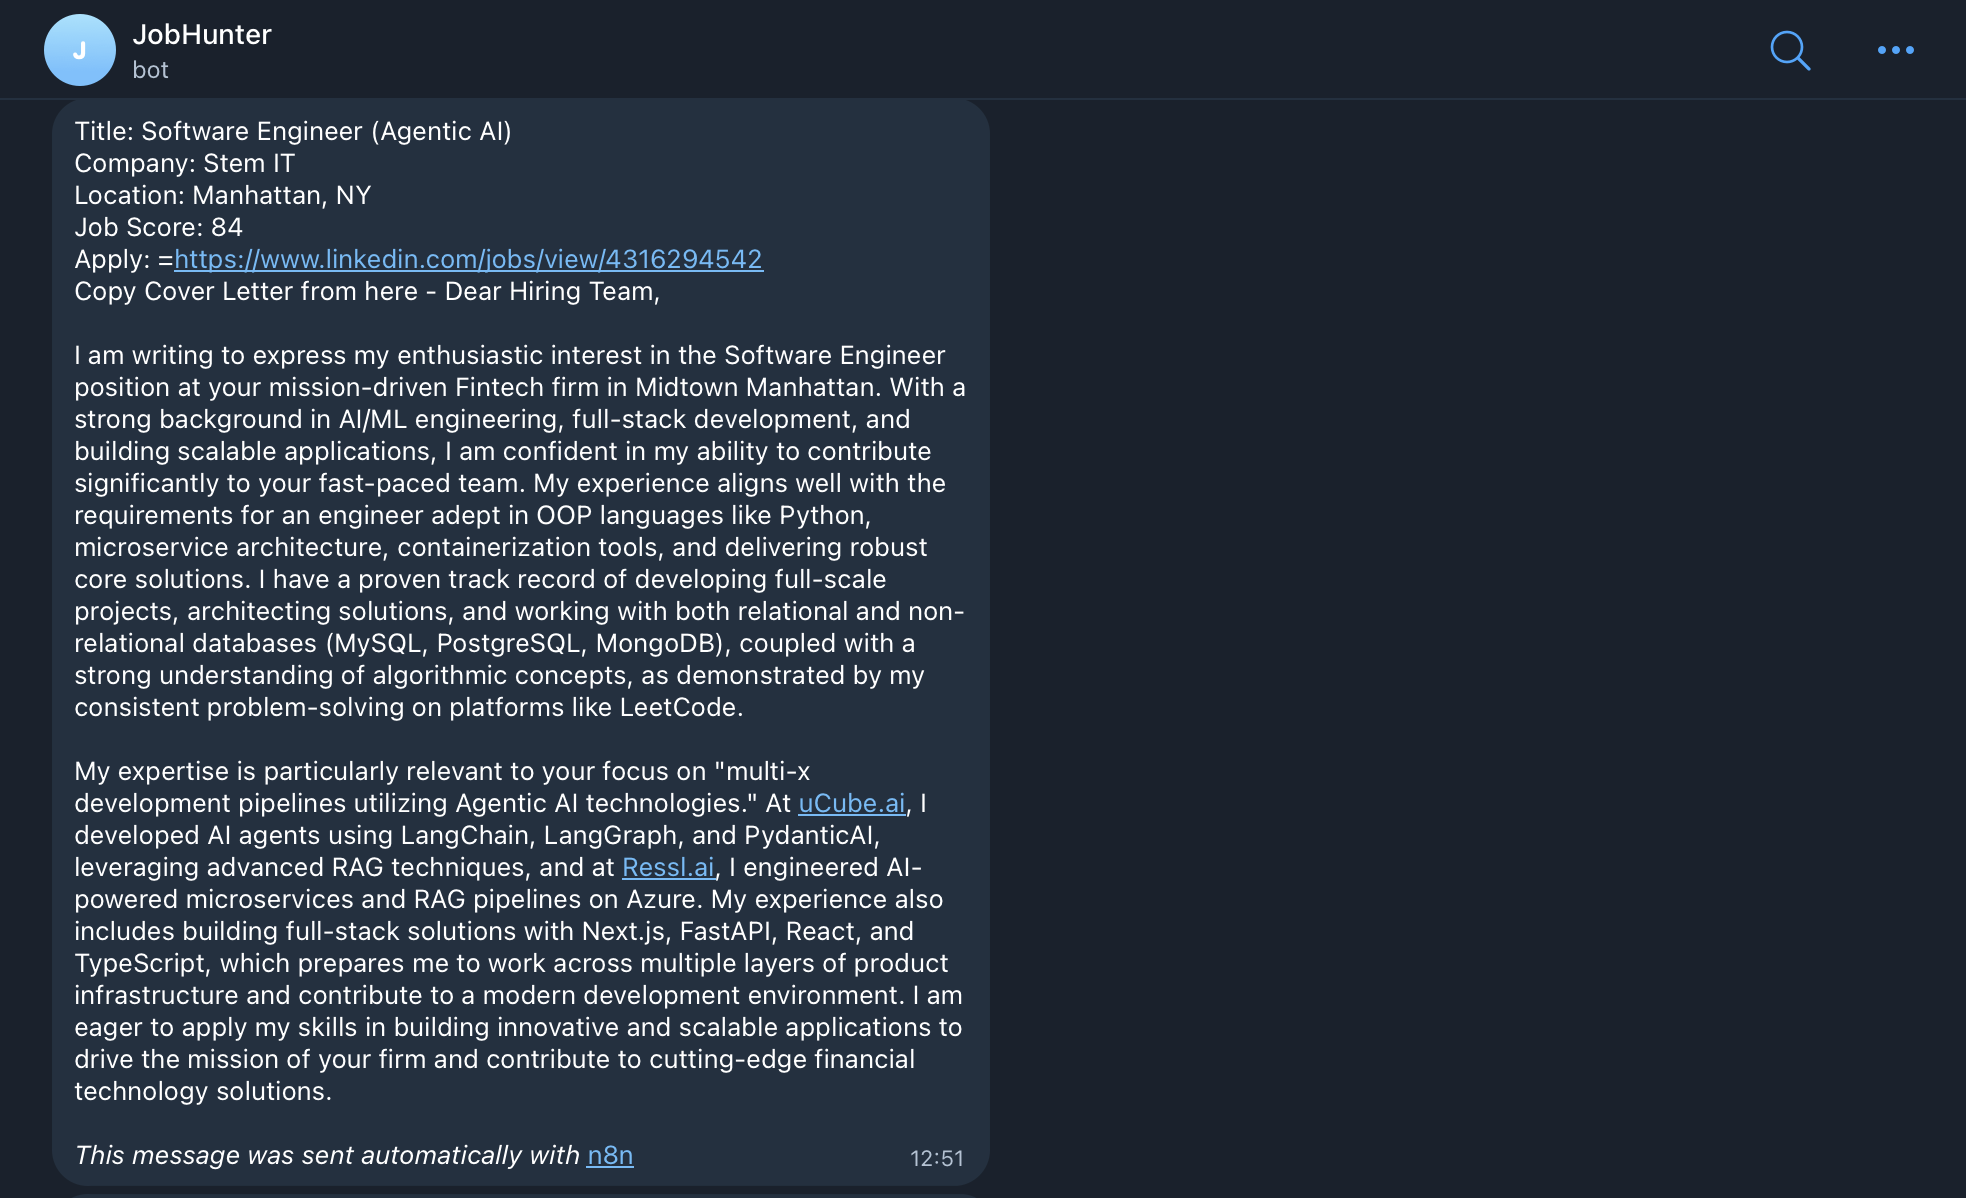 J
JobHunter
bot
Title: Software Engineer (Agentic AI)
Company: Stem IT
Location: Manhattan, NY
Job Score: 84
Apply: =https://www.linkedin.com/jobs/view/4316294542
Copy Cover Letter from here - Dear Hiring Team,
I am writing to express my enthusiastic interest in the Software Engineer
position at your mission-driven Fintech firm in Midtown Manhattan. With a
strong background in AI/ML engineering, full-stack development, and
building scalable applications, I am confident in my ability to contribute
significantly to your fast-paced team. My experience aligns well with the
requirements for an engineer adept in OOP languages like Python,
microservice architecture, containerization tools, and delivering robust
core solutions. I have a proven track record of developing full-scale
projects, architecting solutions, and working with both relational and non-
relational databases (MySQL, PostgreSQL, MongoDB), coupled with a
strong understanding of algorithmic concepts, as demonstrated by my
consistent problem-solving on platforms like LeetCode.
My expertise is particularly relevant to your focus on "multi-x
development pipelines utilizing Agentic AI technologies." At uCube.ai, I
developed AI agents using LangChain, LangGraph, and PydanticAI,
leveraging advanced RAG techniques, and at Ressl.ai, I engineered AI-
powered microservices and RAG pipelines on Azure. My experience also
includes building full-stack solutions with Next.js, FastAPI, React, and
TypeScript, which prepares me to work across multiple layers of product
infrastructure and contribute to a modern development environment. I am
eager to apply my skills in building innovative and scalable applications to
drive the mission of your firm and contribute to cutting-edge financial
technology solutions.
This message was sent automatically with n8n
12:51